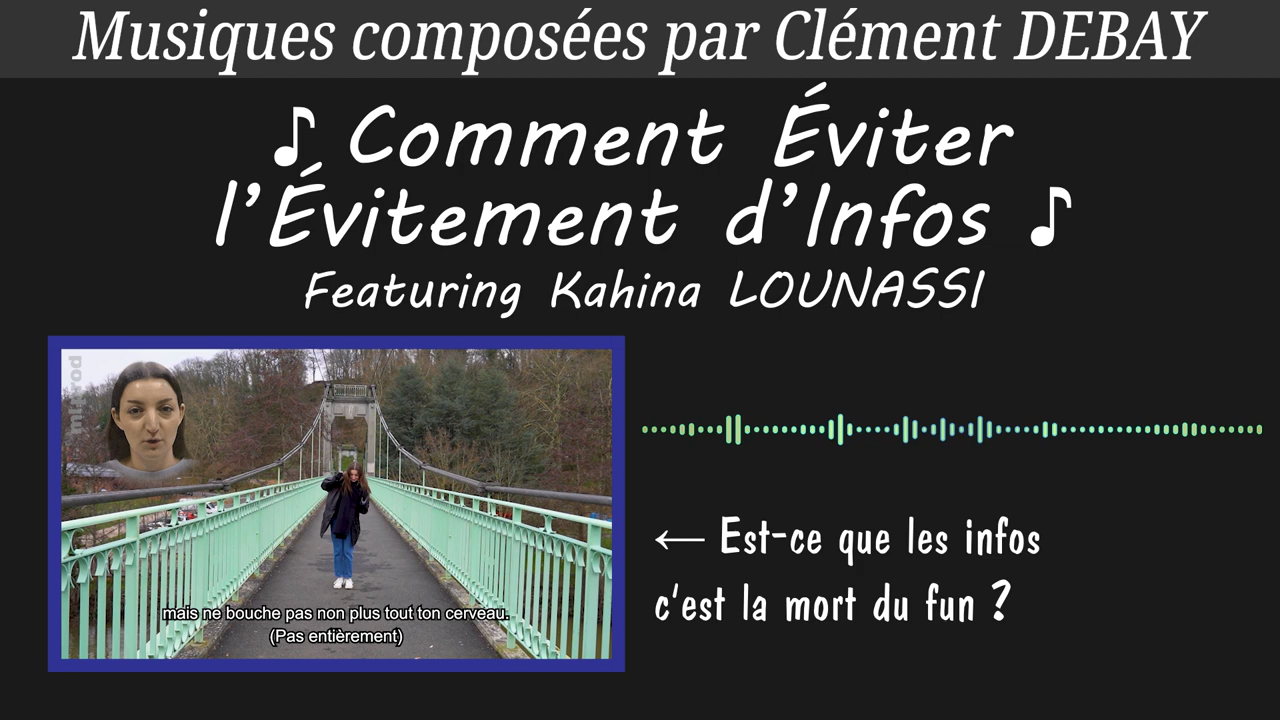 Musiques composées par Clément DEBAY
♪ Comment Éviter
l'Évitement d'Infos ♪
Featuring Kahina LOUNASSI
mais ne bouche pas non plus tout ton cerveau.
(Pas entièrement)
← Est-ce que les infos
c'est la mort du fun ?